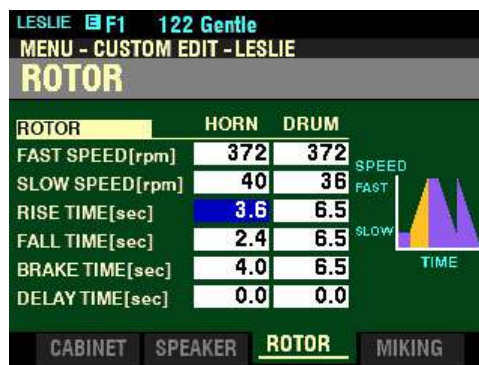 LESLIE E F1 122 Gentle
MENU - CUSTOM EDIT - LESLIE
ROTOR
ROTOR HORN DRUM
FAST SPEED[rpm] 372 372
SLOW SPEED[rpm] 40 36
RISE TIME[sec] 3.6 6.5
FALL TIME[sec] 2.4 6.5
BRAKE TIME[sec] 4.0 6.5
DELAY TIME[sec] 0.0 0.0
SPEED
FAST
SLOW
TIME
CABINET SPEAKER ROTOR MIKING